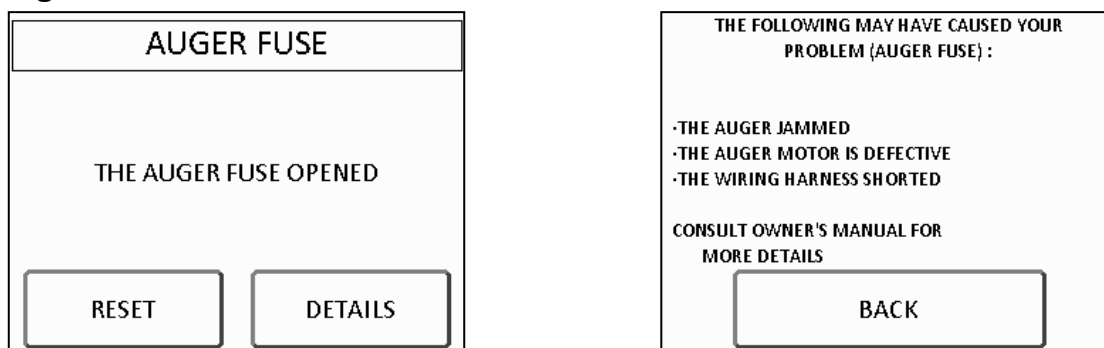 AUGER FUSE
THE AUGER FUSE OPENED
RESET
DETAILS
THE FOLLOWING MAY HAVE CAUSED YOUR
PROBLEM (AUGER FUSE) :
·THE AUGER JAMMED
·THE AUGER MOTOR IS DEFECTIVE
·THE WIRING HARNESS SHORTED
CONSULT OWNER'S MANUAL FOR
MORE DETAILS
BACK